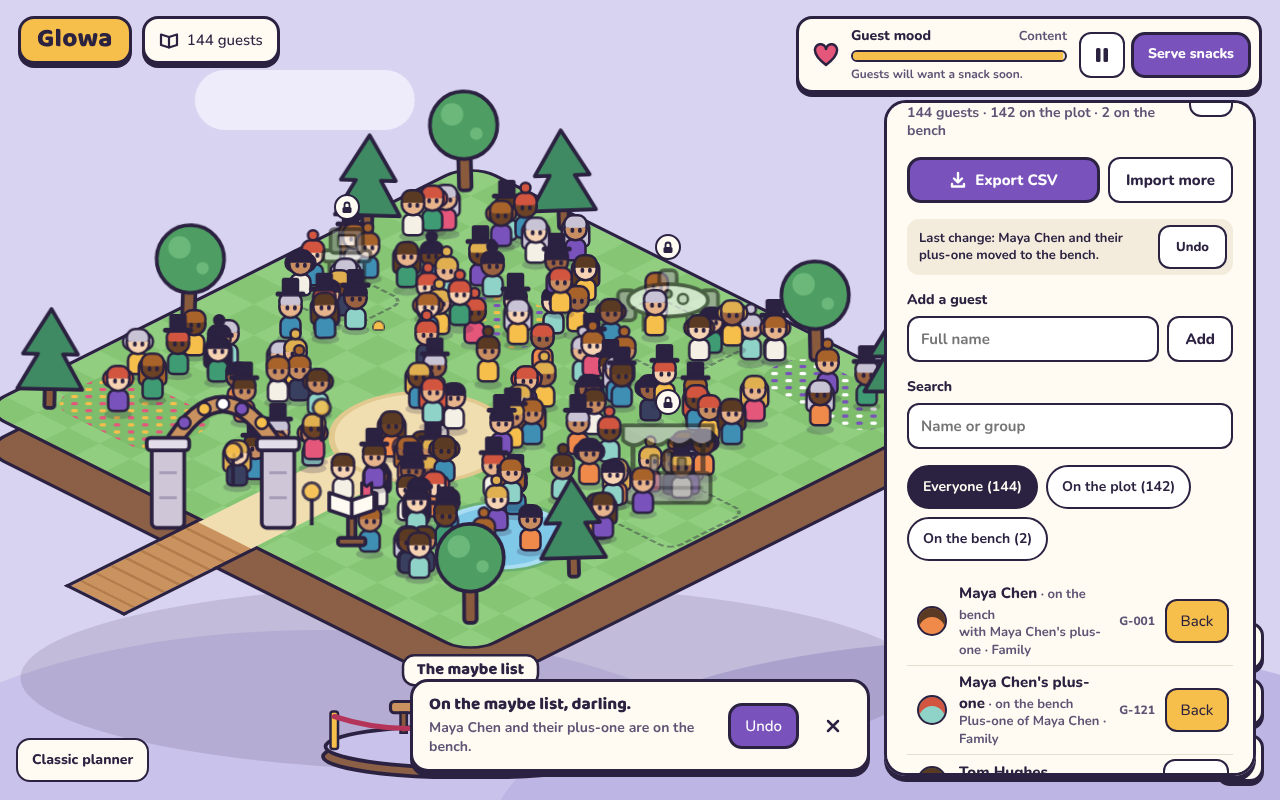 Glowa
144 guests
Guest mood
Content
Guests will want a snack soon.
Serve snacks
144 guests · 142 on the plot · 2 on the
bench
Export CSV
Import more
Last change: Maya Chen and their
plus-one moved to the bench.
Undo
Add a guest
Full name
Add
Search
Name or group
Everyone (144)
On the plot (142)
On the bench (2)
Maya Chen · on the
bench
with Maya Chen's plus-
one · Family
G-001
Back
Maya Chen's plus-
one · on the bench
Plus-one of Maya Chen ·
Family
G-121
Back
Tom Hughes
The maybe list
On the maybe list, darling.
Maya Chen and their plus-one are on the
bench.
Undo
Classic planner